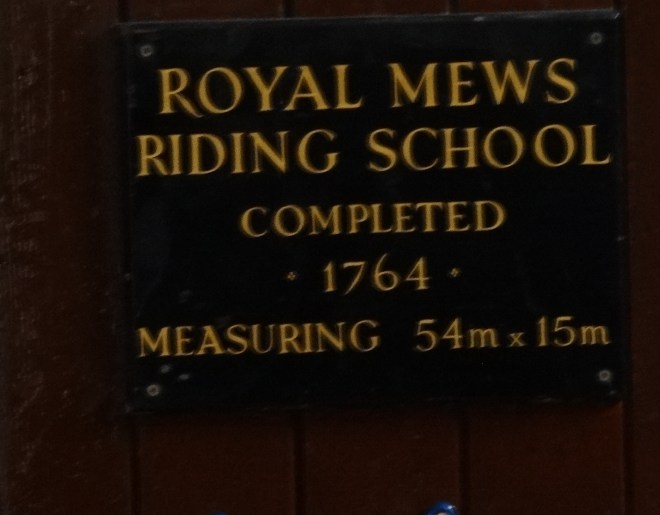 ROYAL MEWS
RIDING SCHOOL
COMPLETED
· 1764 ·
MEASURING 54m x 15m